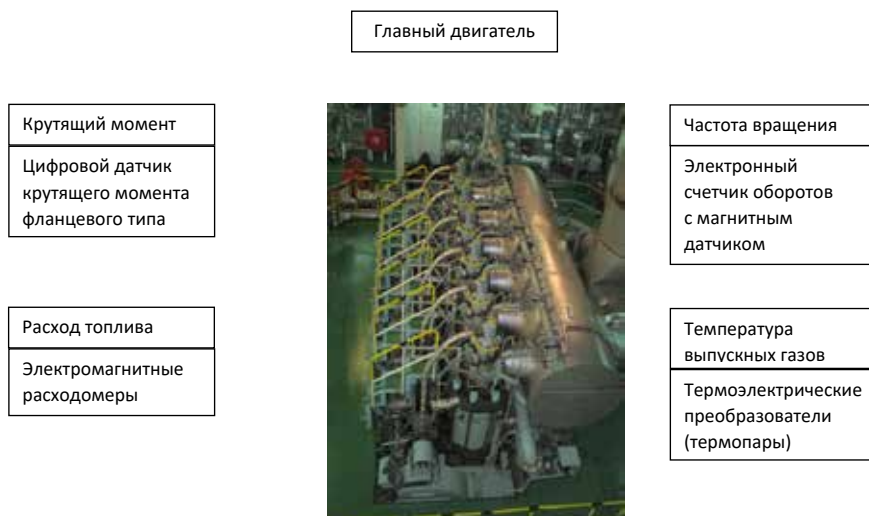 Главный двигатель
Крутящий момент
Цифровой датчик
крутящего момента
фланцевого типа
Расход топлива
Электромагнитные
расходомеры
Частота вращения
Электронный
счетчик оборотов
с магнитным
датчиком
Температура
выпускных газов
Термоэлектрические
преобразователи
(термопары)